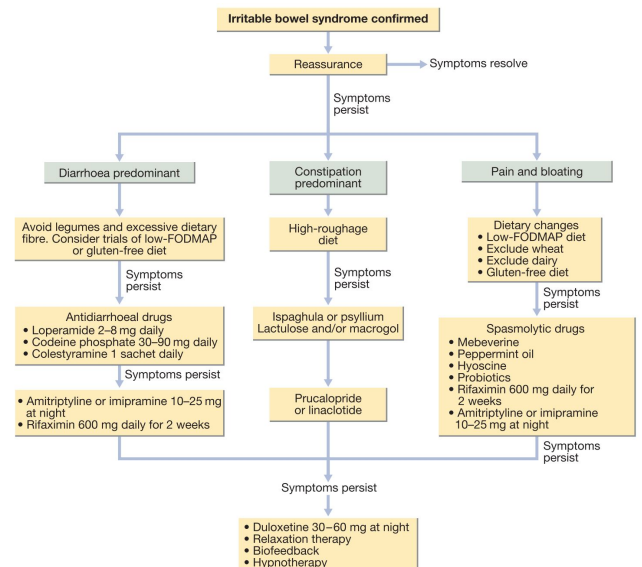 Irritable bowel syndrome confirmed
Reassurance
Symptoms resolve
Symptoms
persist
Diarrhoea predominant
Constipation
predominant
Pain and bloating
Avoid legumes and excessive dietary
fibre. Consider trials of low-FODMAP
or gluten-free diet
High-roughage
diet
Dietary changes
• Low-FODMAP diet
• Exclude wheat
• Exclude dairy
• Gluten-free diet
Symptoms
persist
Symptoms
persist
Symptoms
persist
Antidiarrhoeal drugs
• Loperamide 2–8 mg daily
• Codeine phosphate 30–90 mg daily
• Colestyramine 1 sachet daily
Ispaghula or psyllium
Lactulose and/or macrogol
Spasmolytic drugs
• Mebeverine
• Peppermint oil
• Hyoscine
• Probiotics
• Rifaximin 600 mg daily for
2 weeks
• Amitriptyline or imipramine
10–25 mg at night
Symptoms persist
• Amitriptyline or imipramine 10–25 mg
at night
• Rifaximin 600 mg daily for 2 weeks
Prucalopride
or linaclotide
Symptoms
persist
Symptoms persist
• Duloxetine 30–60 mg at night
• Relaxation therapy
• Biofeedback
• Hypnotherapy